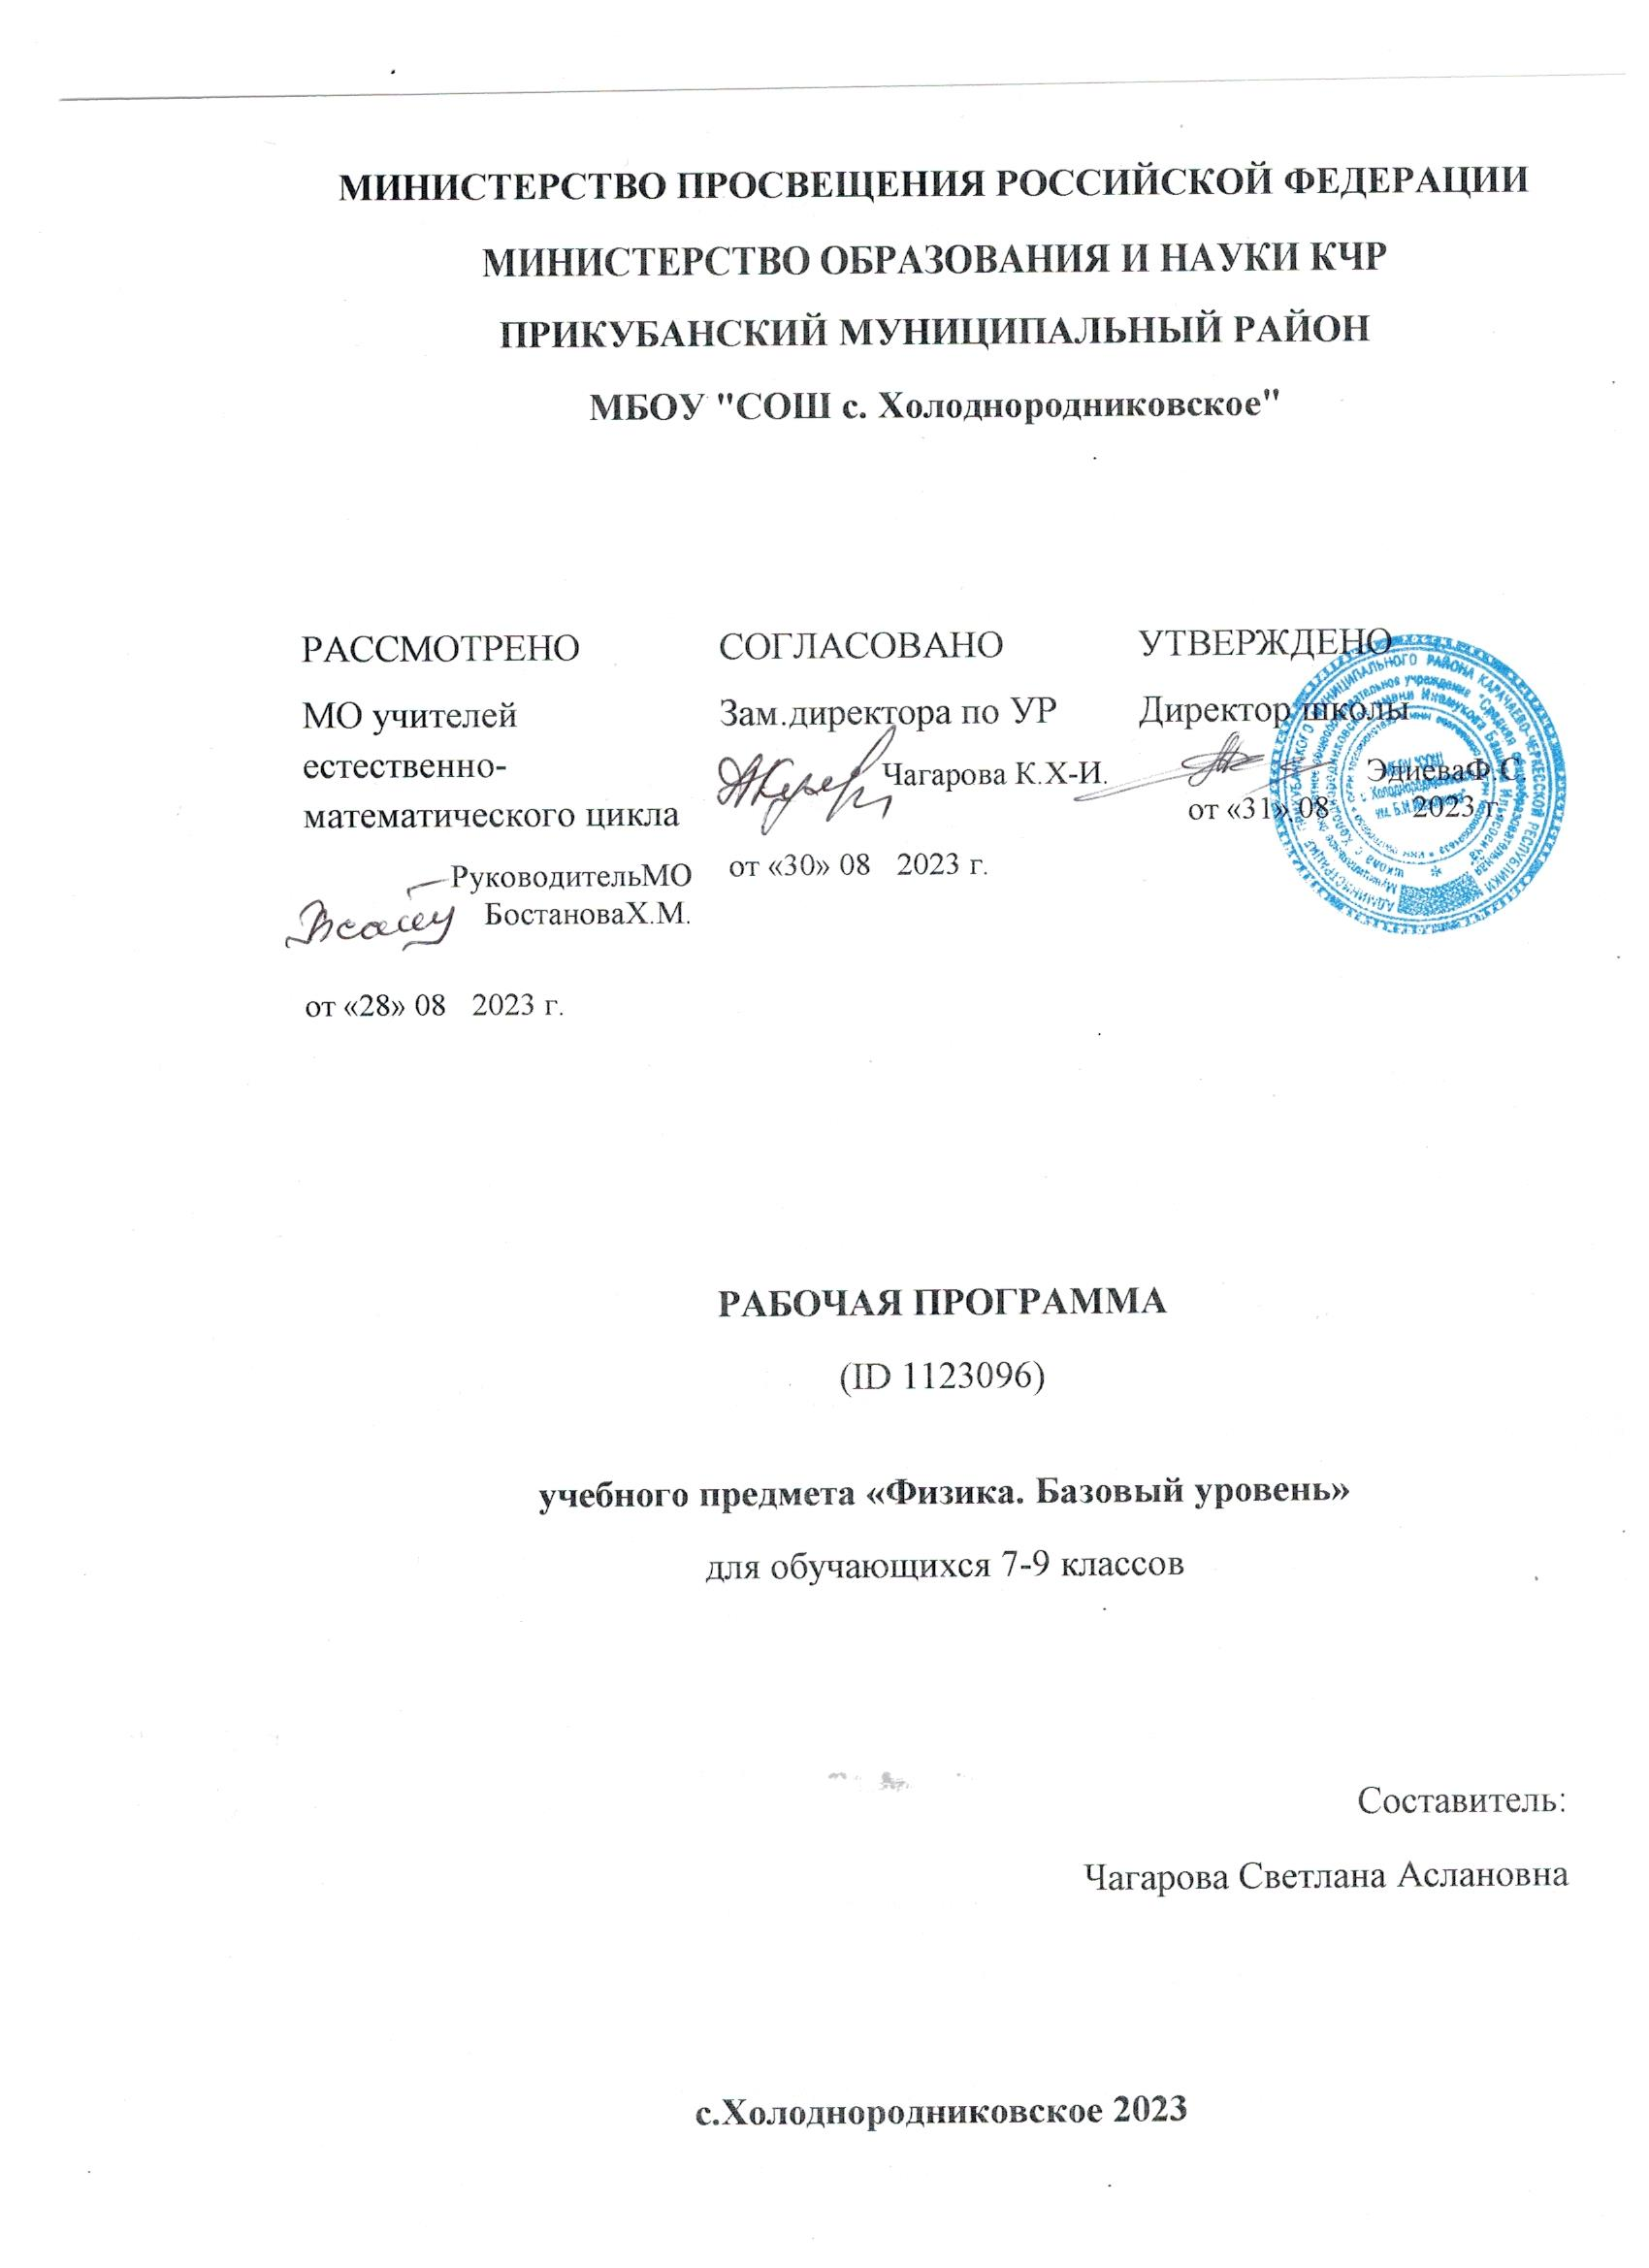 МИНИСТЕРСТВО ПРОСВЕЩЕНИЯ РОССИЙСКОЙ ФЕДЕРАЦИИ
МИНИСТЕРСТВО ОБРАЗОВАНИЯ И НАУКИ КЧР
ПРИКУБАНСКИЙ МУНИЦИПАЛЬНЫЙ РАЙОН
МБОУ "СОШ с. Холоднородниковское"
РАССМОТРЕНО
МО учителей
естественно-
математического цикла
РуководительМО
БостановаХ.М.
от «28» 08 2023 г.
СОГЛАСОВАНО
Зам.директора по УР
Чагарова К.Х-И.
от «30» 08 2023 г.
УТВЕРЖДЕНО
Директор школы
ЭдиеваФ.С.
от «31» 08 2023 г.
РАБОЧАЯ ПРОГРАММА
(ID 1123096)
учебного предмета «Физика. Базовый уровень»
для обучающихся 7-9 классов
Составитель:
Чагарова Светлана Аслановна
с.Холоднородниковское 2023